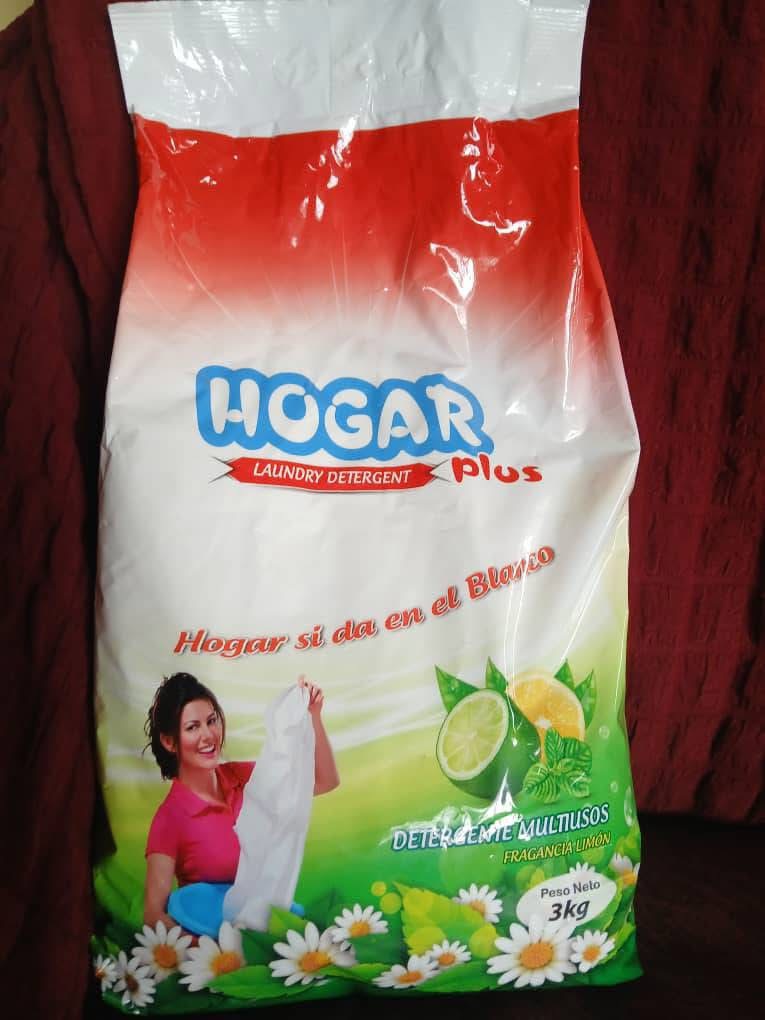 HOGAR
plus
LAUNDRY DETERGENT
Hogar si da en el Blanco
DETERGENTE MULTIUSOS
FRAGANCIA LIMÓN
Peso Neto
3kg